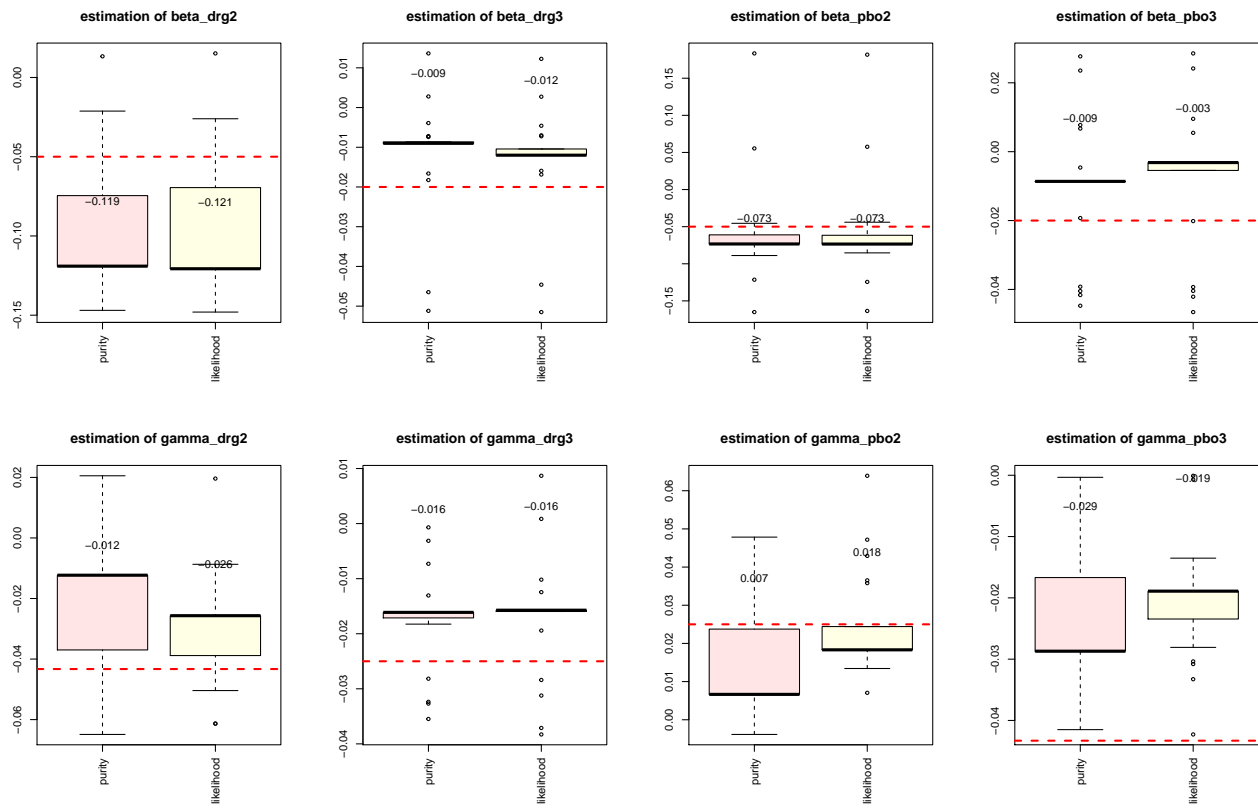 estimation of beta_drg2
0.00
−0.05
−0.10
−0.15
−0.119
−0.121
purity
likelihood
estimation of beta_drg3
0.01
0.00
−0.01
−0.02
−0.03
−0.04
−0.05
−0.009
−0.012
purity
likelihood
estimation of beta_pbo2
0.15
0.10
0.05
0.00
−0.05
−0.15
−0.073
−0.073
purity
likelihood
estimation of beta_pbo3
0.02
0.00
−0.02
−0.04
−0.009
−0.003
purity
likelihood
estimation of gamma_drg2
0.02
0.00
−0.02
−0.04
−0.06
−0.012
−0.026
purity
likelihood
estimation of gamma_drg3
0.01
0.00
−0.01
−0.02
−0.03
−0.04
−0.016
−0.016
purity
likelihood
estimation of gamma_pbo2
0.06
0.05
0.04
0.03
0.02
0.01
0.00
0.007
0.018
purity
likelihood
estimation of gamma_pbo3
0.00
−0.01
−0.02
−0.03
−0.04
−0.029
−0.019
purity
likelihood